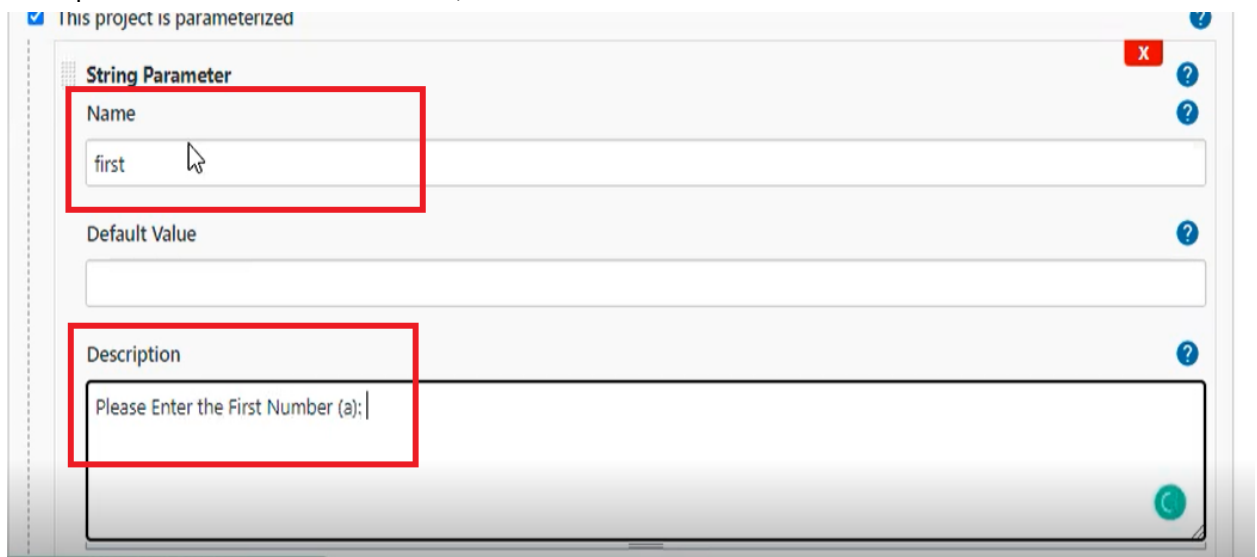 This project is parameterized
?
X
String Parameter
?
Name
?
first
Default Value
?
Description
?
Please Enter the First Number (a):